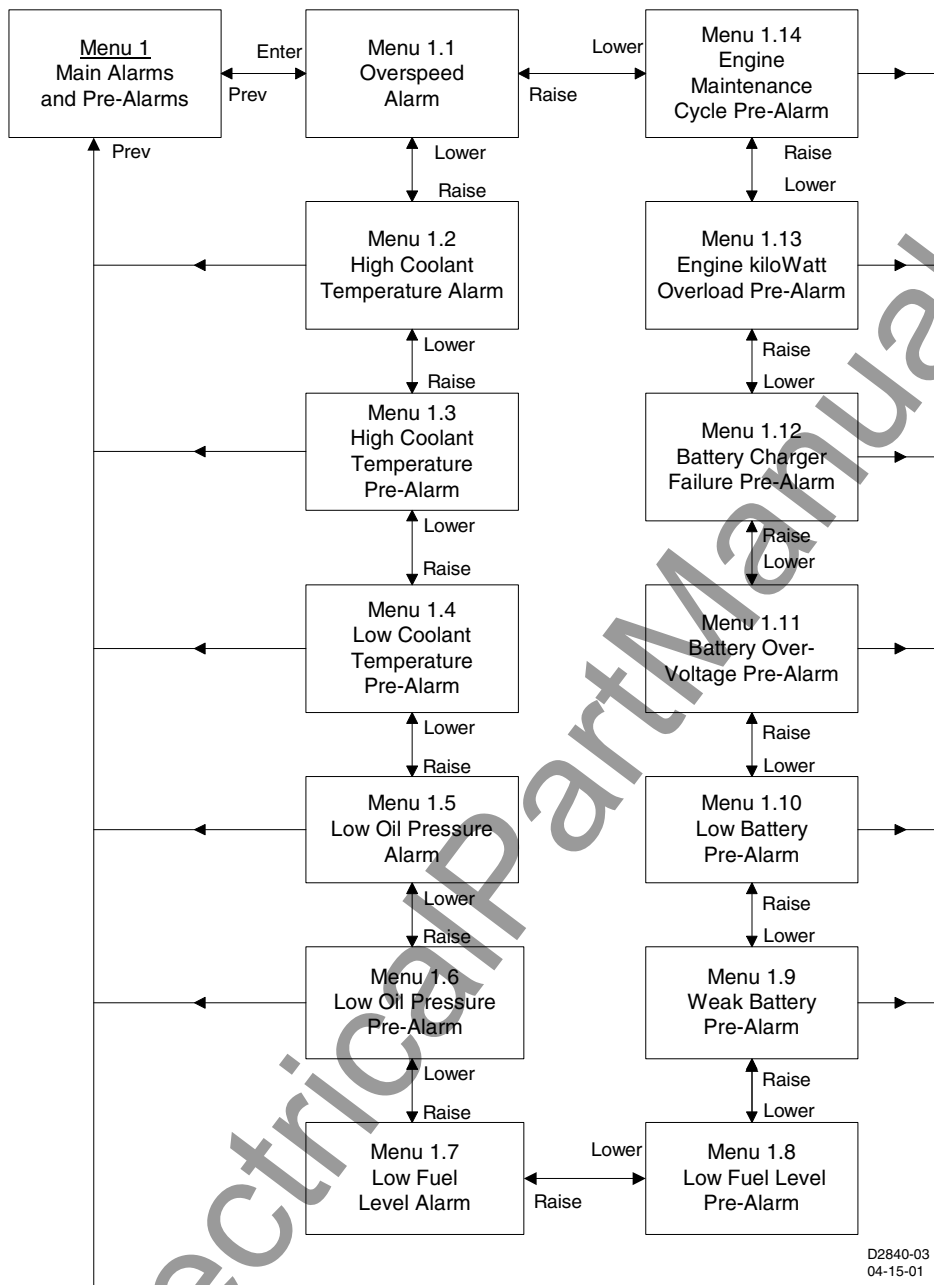 Menu 1
Main Alarms
and Pre-Alarms
Enter
Prev
Menu 1.1
Overspeed
Alarm
Lower
Raise
Menu 1.14
Engine
Maintenance
Cycle Pre-Alarm
Prev
Lower
Raise
Raise
Lower
Menu 1.2
High Coolant
Temperature Alarm
Menu 1.13
Engine kiloWatt
Overload Pre-Alarm
Lower
Raise
Raise
Lower
Menu 1.3
High Coolant
Temperature
Pre-Alarm
Menu 1.12
Battery Charger
Failure Pre-Alarm
Lower
Raise
Raise
Lower
Menu 1.4
Low Coolant
Temperature
Pre-Alarm
Menu 1.11
Battery Over-
Voltage Pre-Alarm
Lower
Raise
Raise
Lower
Menu 1.5
Low Oil Pressure
Alarm
Menu 1.10
Low Battery
Pre-Alarm
Lower
Raise
Raise
Lower
Menu 1.6
Low Oil Pressure
Pre-Alarm
Menu 1.9
Weak Battery
Pre-Alarm
Lower
Raise
Raise
Lower
Menu 1.7
Low Fuel
Level Alarm
Lower
Raise
Menu 1.8
Low Fuel Level
Pre-Alarm
D2840-03
04-15-01
ectricalPartManual